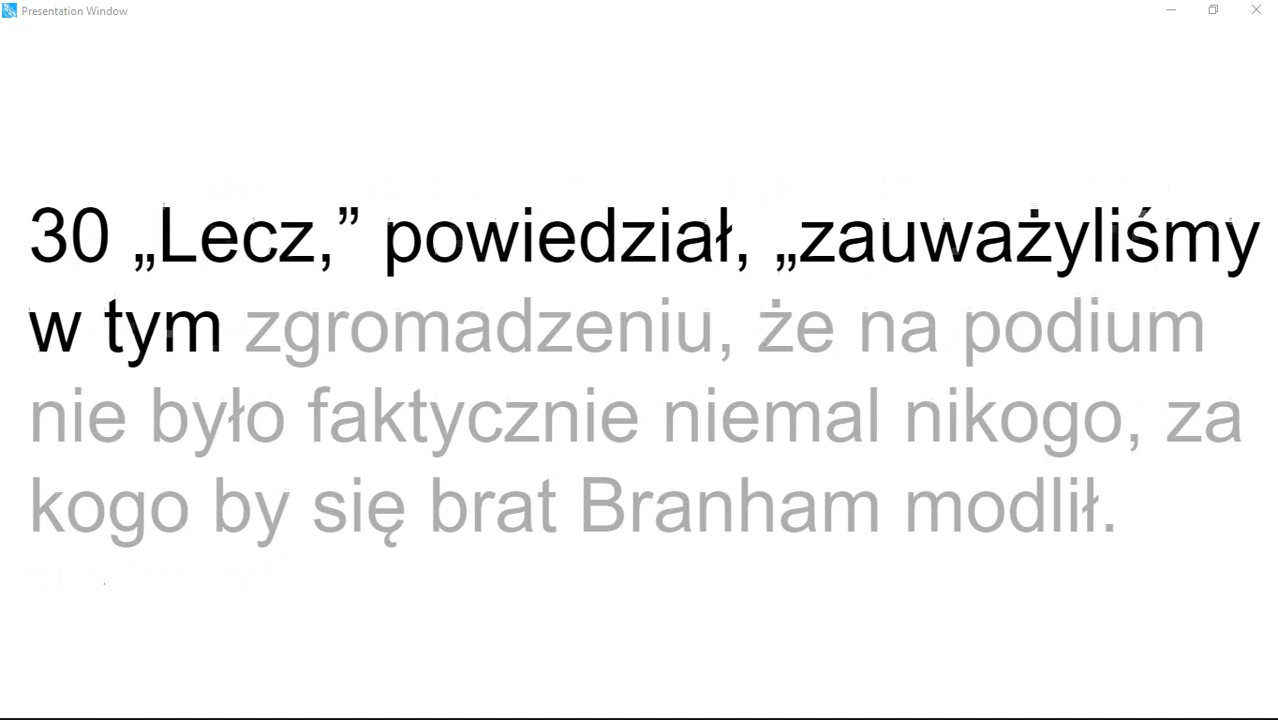 Presentation Window
30 „Lecz,” powiedział, „zauważyliśmy
w tym zgromadzeniu, że na podium
nie było faktycznie niemal nikogo, za
kogo by się brat Branham modlił.